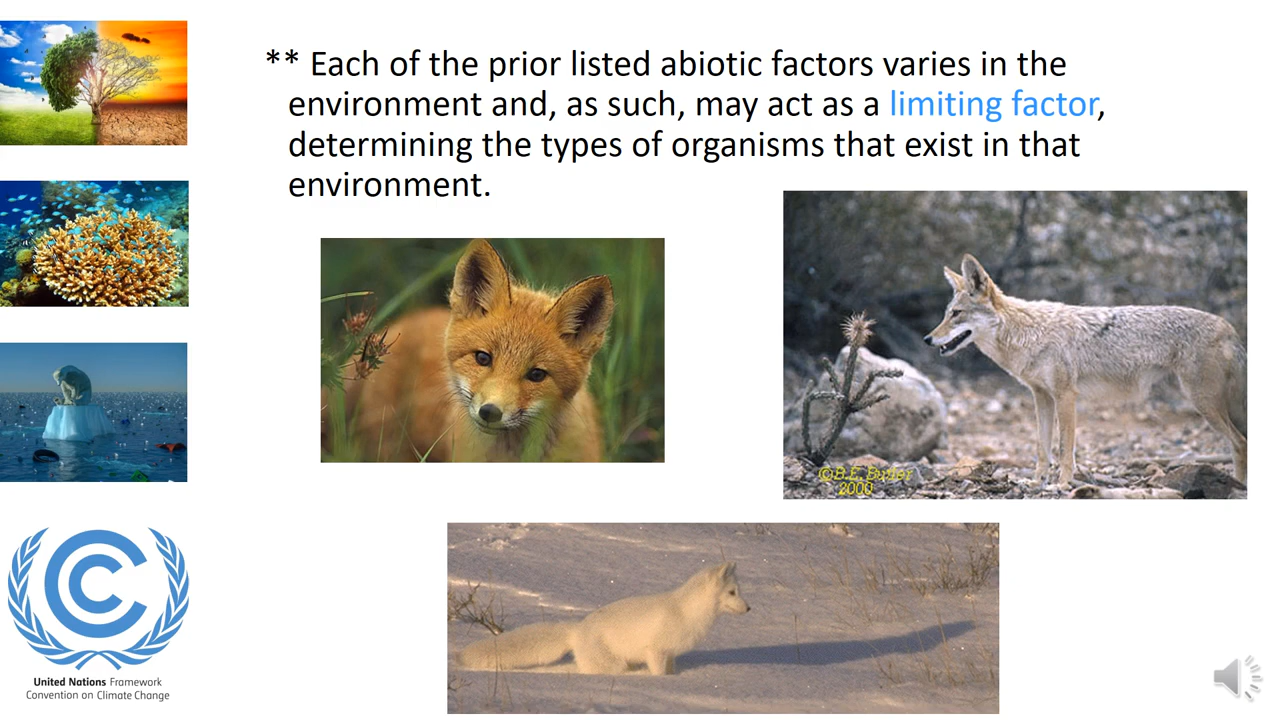 ** Each of the prior listed abiotic factors varies in the
environment and, as such, may act as a limiting factor,
determining the types of organisms that exist in that
environment.
©B.E. Butler
2000
United Nations Framework
Convention on Climate Change